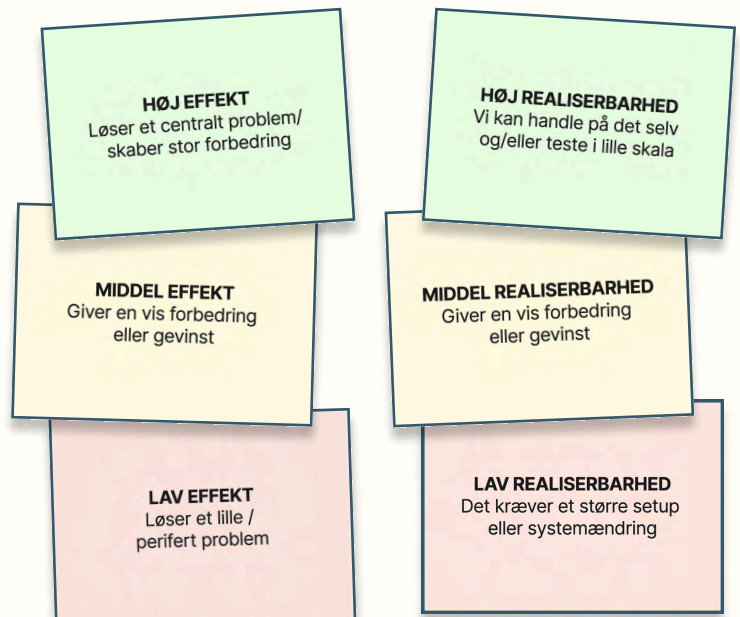 HØJ EFFEKT
Løser et centralt problem/
skaber stor forbedring
HØJ REALISERBARHED
Vi kan handle på det selv
og/eller teste i lille skala
MIDDEL EFFEKT
Giver en vis forbedring
eller gevinst
MIDDEL REALISERBARHED
Giver en vis forbedring
eller gevinst
LAV EFFEKT
Løser et lille /
perifert problem
LAV REALISERBARHED
Det kræver et større setup
eller systemændring